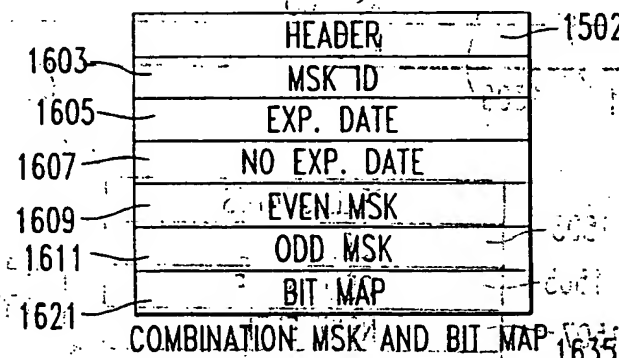 HEADER 1502
1603 MSK ID
1605 EXP. DATE
1607 NO EXP. DATE
1609 EVEN MSK
1611 ODD MSK
1621 BIT MAP
COMBINATION MSK AND BIT MAP 1635